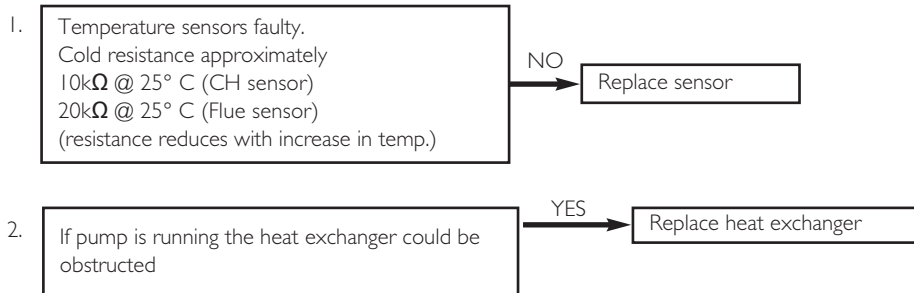 1. Temperature sensors faulty.
Cold resistance approximately
10kΩ @ 25° C (CH sensor)
20kΩ @ 25° C (Flue sensor)
(resistance reduces with increase in temp.)
NO
Replace sensor
2. If pump is running the heat exchanger could be
obstructed
YES
Replace heat exchanger